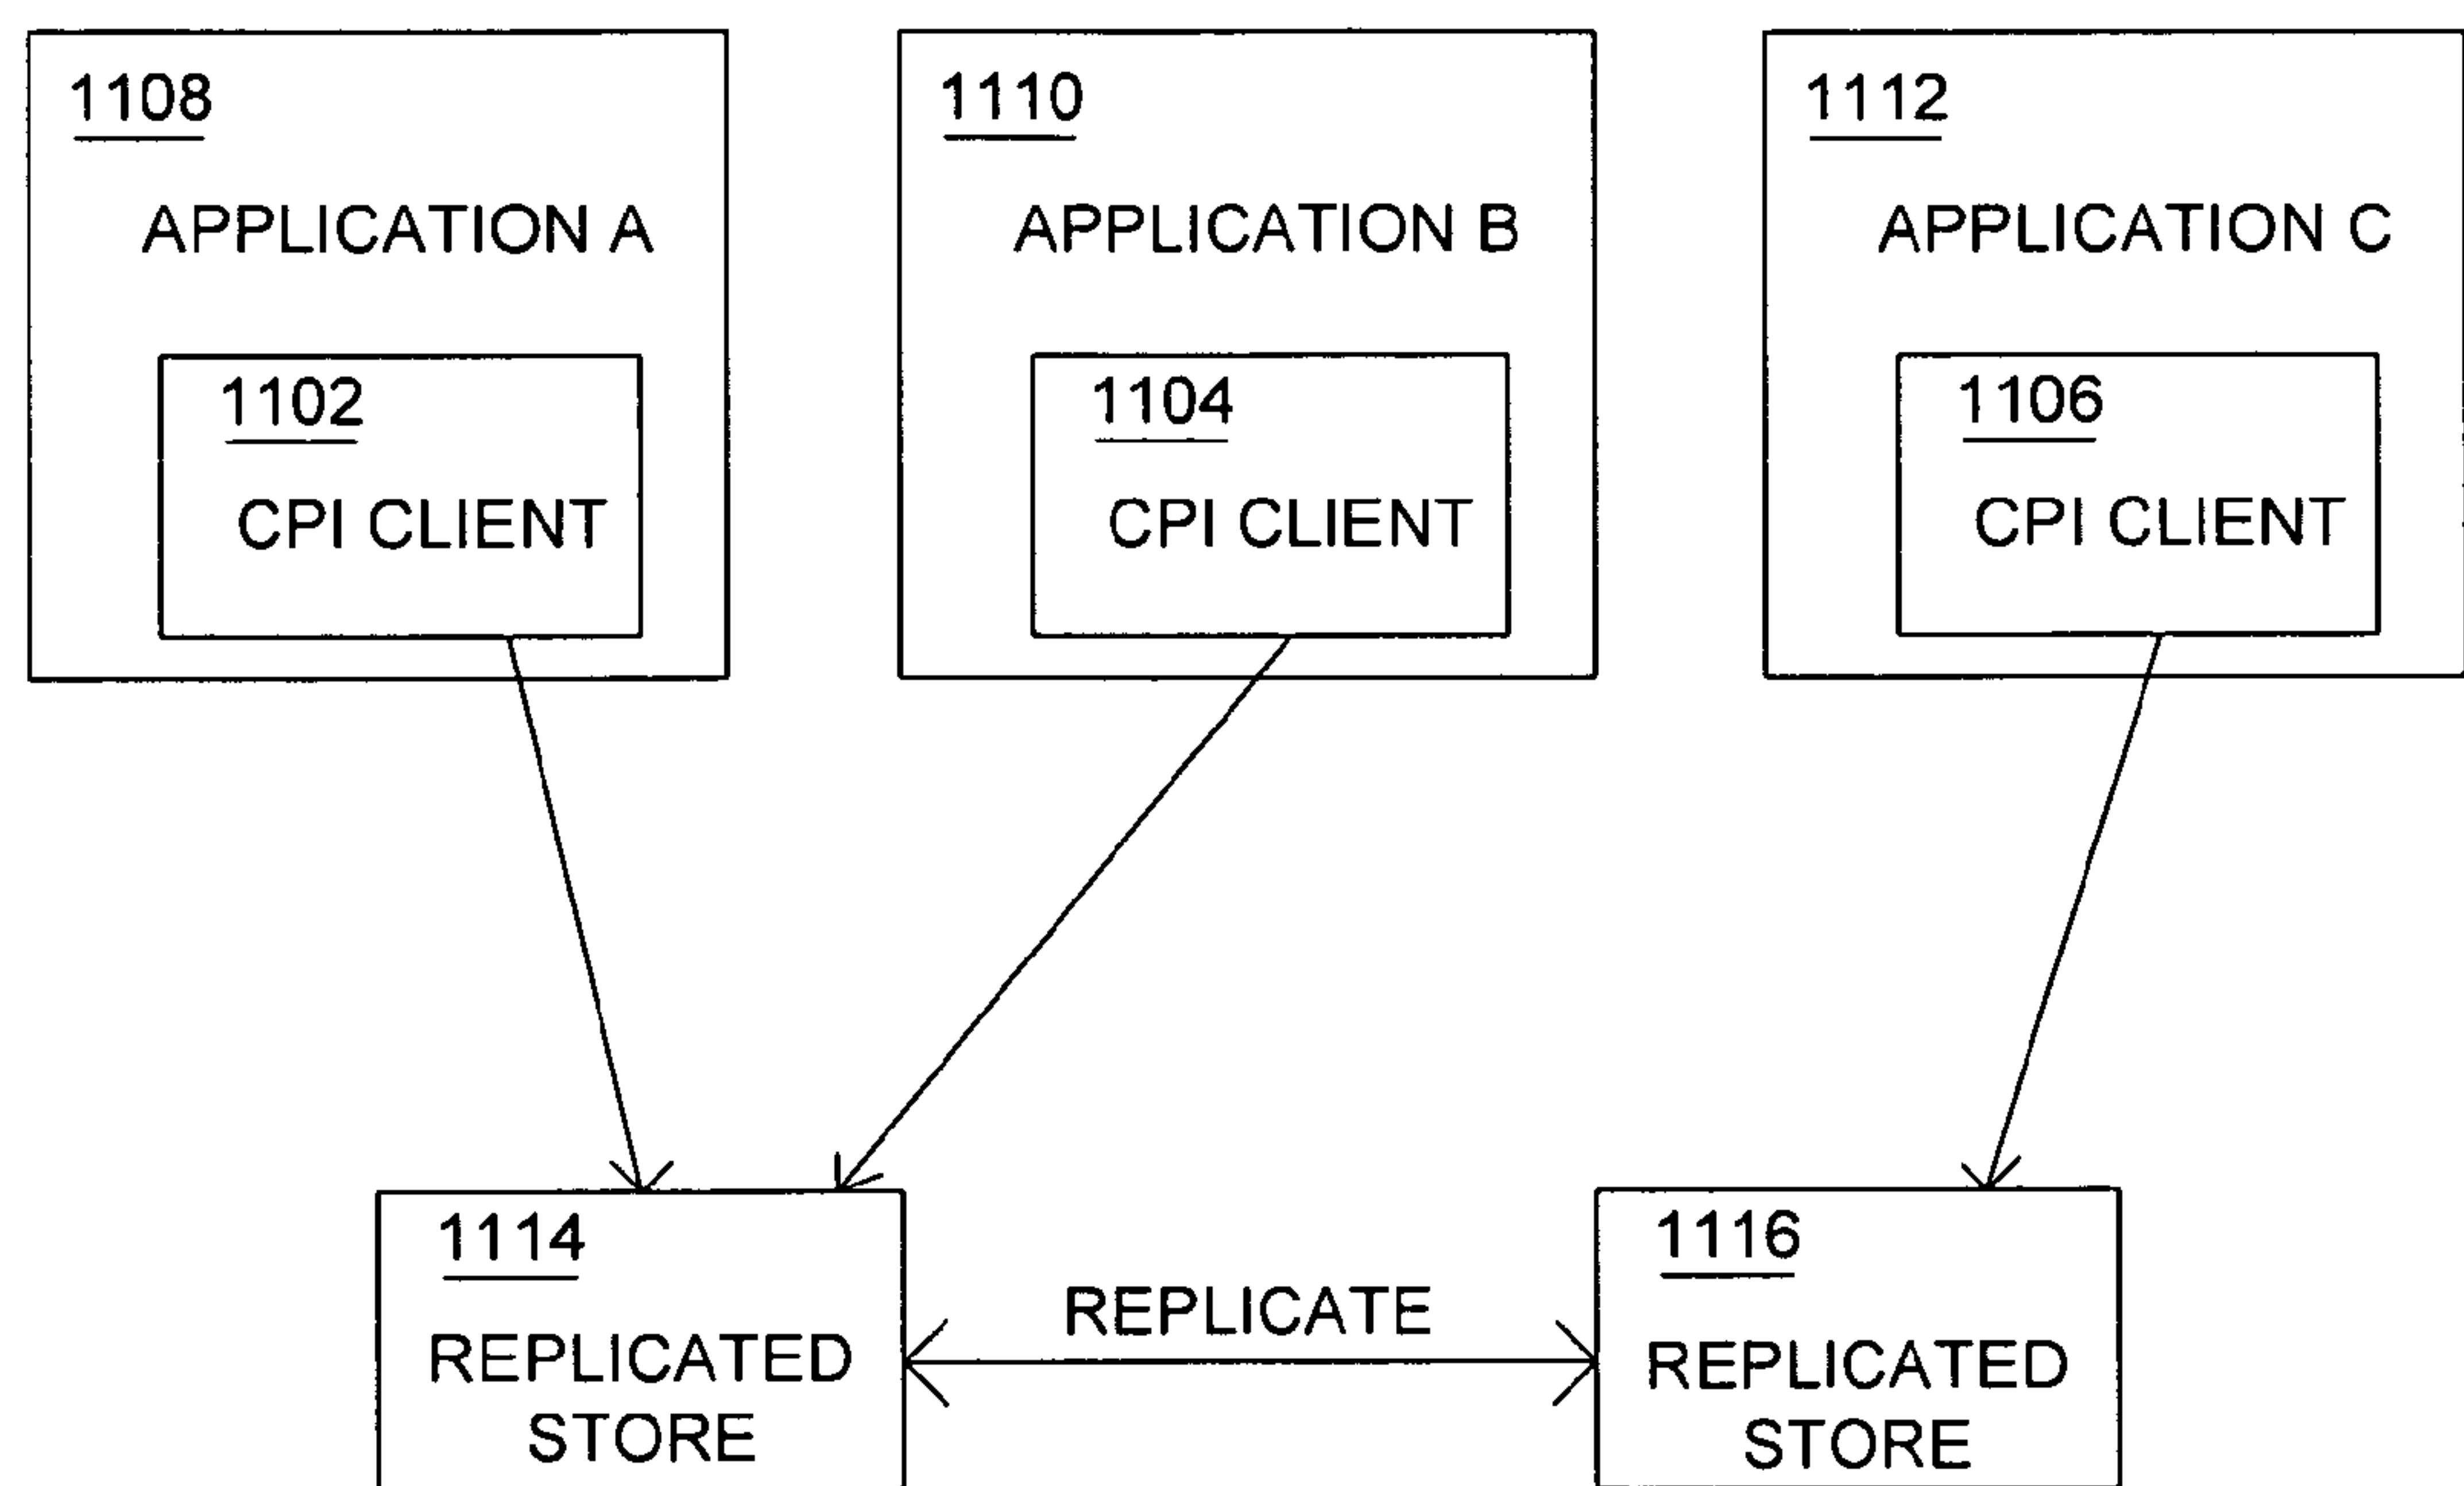 1108
APPLICATION A
1102
CPI CLIENT
1110
APPLICATION B
1104
CPI CLIENT
1112
APPLICATION C
1106
CPI CLIENT
1114
REPLICATED
STORE
REPLICATE
1116
REPLICATED
STORE